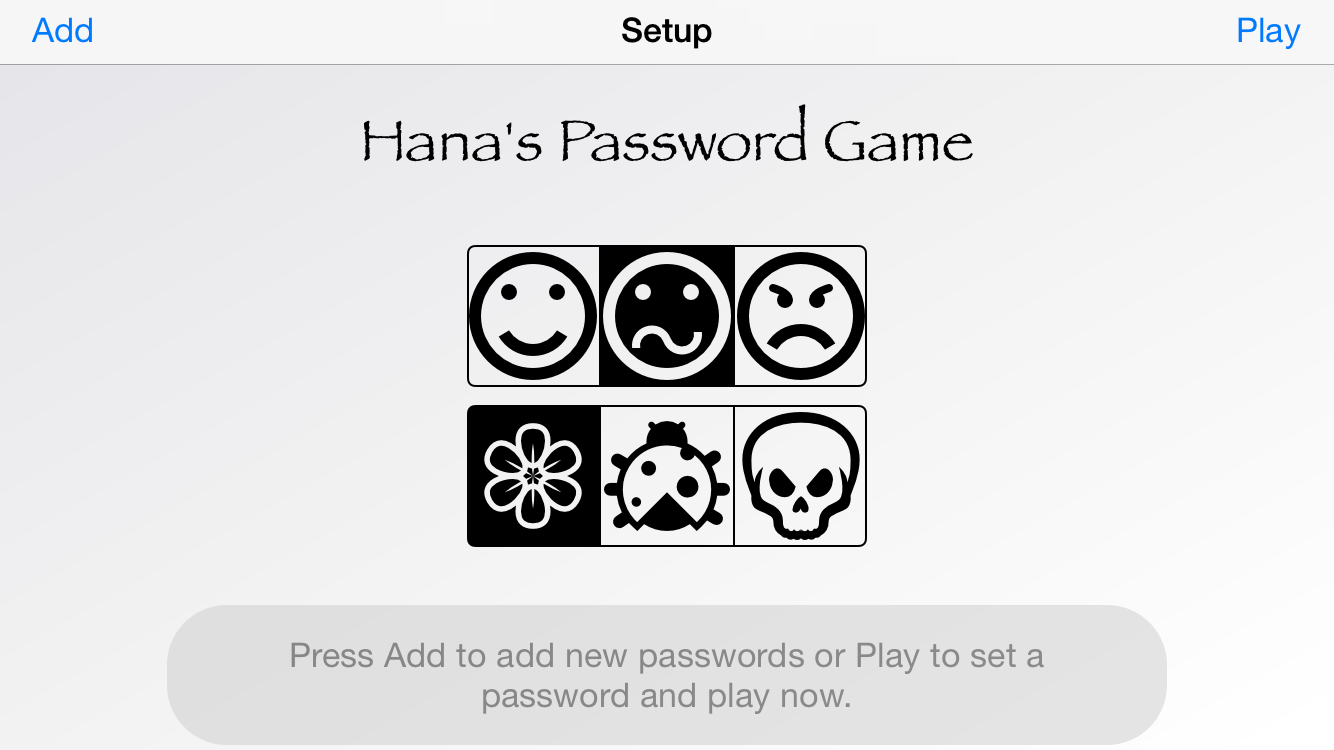 Add
Setup
Play
Hana's Password Game
Press Add to add new passwords or Play to set a
password and play now.